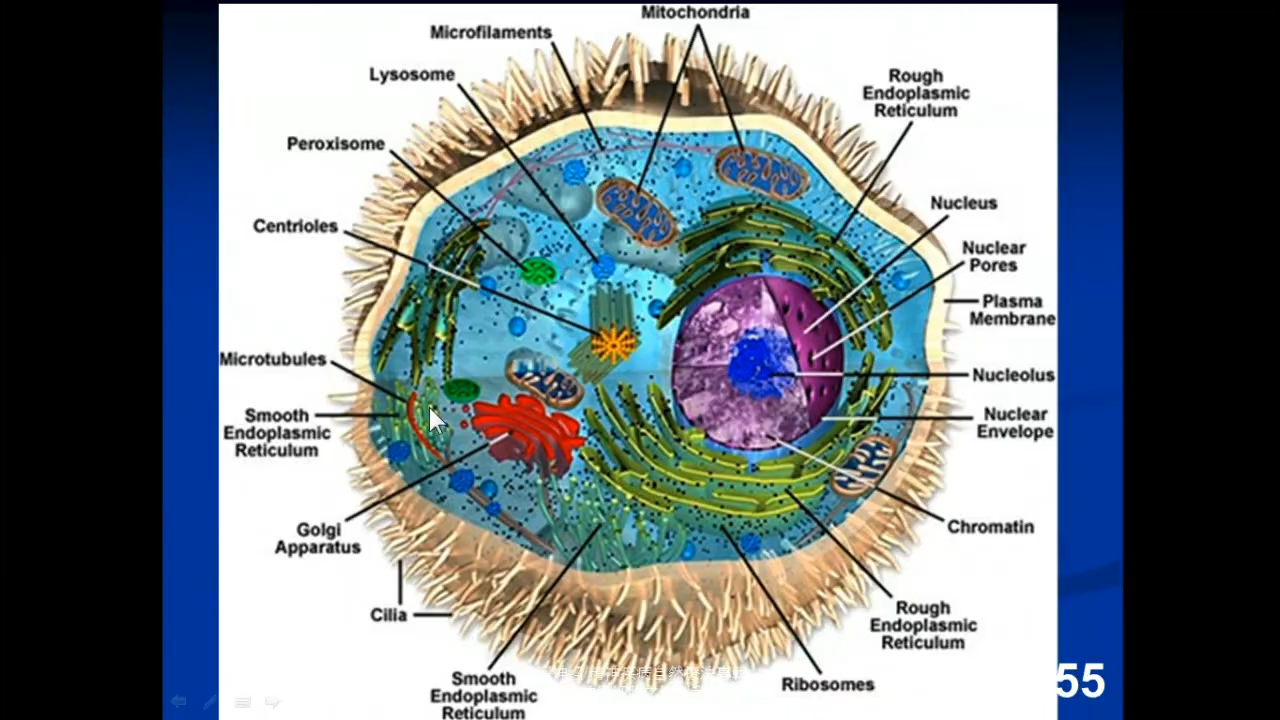 Mitochondria
Microfilaments
Lysosome
Rough
Endoplasmic
Reticulum
Peroxisome
Nucleus
Centrioles
Nuclear
Pores
Plasma
Membrane
Microtubules
Nucleolus
Smooth
Endoplasmic
Reticulum
Nuclear
Envelope
Golgi
Apparatus
Chromatin
Cilia
Rough
Endoplasmic
Reticulum
Smooth
Endoplasmic
Reticulum
Ribosomes
55